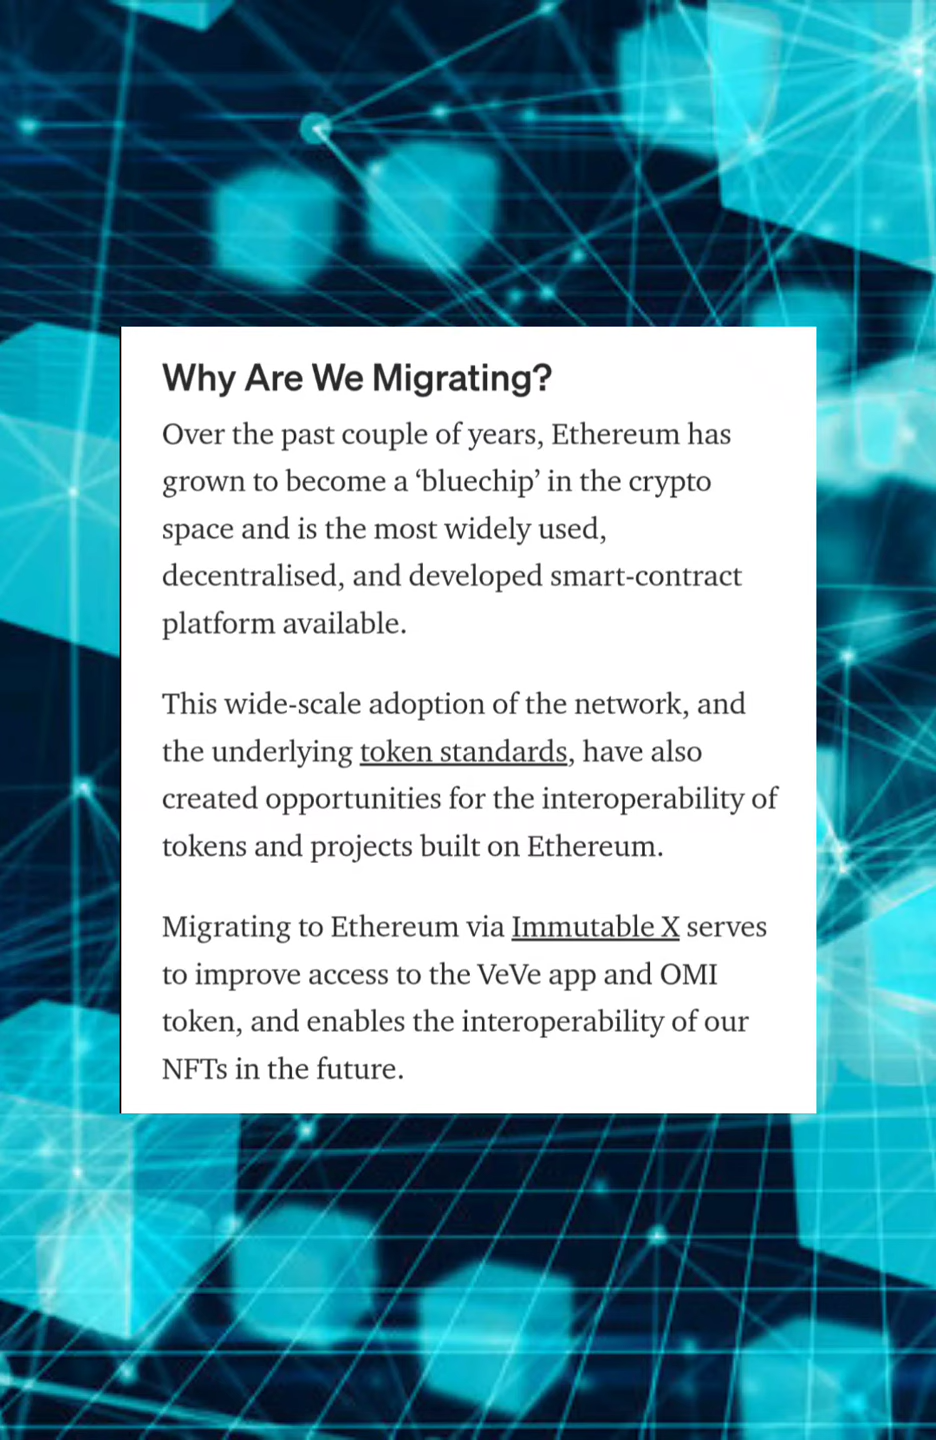 Why Are We Migrating?
Over the past couple of years, Ethereum has
grown to become a ‘bluechip’ in the crypto
space and is the most widely used,
decentralised, and developed smart-contract
platform available.
This wide-scale adoption of the network, and
the underlying token standards, have also
created opportunities for the interoperability of
tokens and projects built on Ethereum.
Migrating to Ethereum via Immutable X serves
to improve access to the VeVe app and OMI
token, and enables the interoperability of our
NFTs in the future.